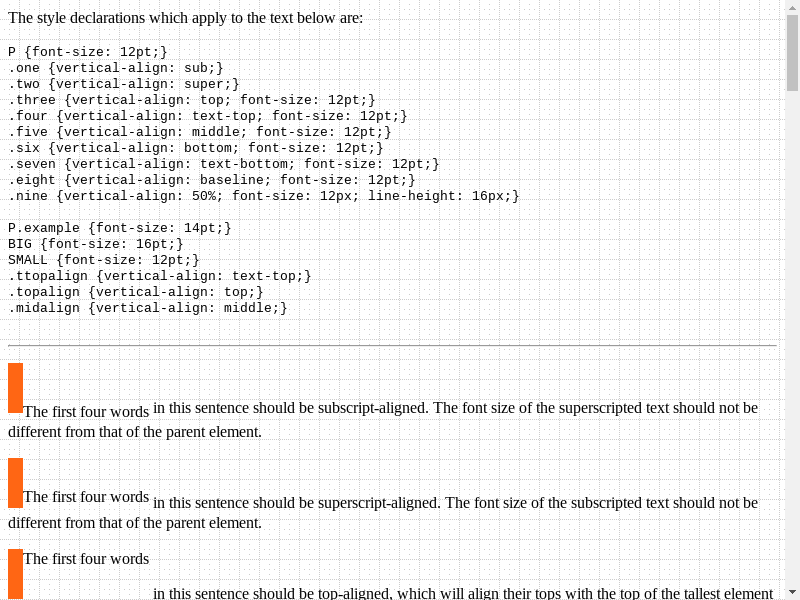 The style declarations which apply to the text below are:
P {font-size: 12pt;}
.one {vertical-align: sub;}
.two {vertical-align: super;}
.three {vertical-align: top; font-size: 12pt;}
.four {vertical-align: text-top; font-size: 12pt;}
.five {vertical-align: middle; font-size: 12pt;}
.six {vertical-align: bottom; font-size: 12pt;}
.seven {vertical-align: text-bottom; font-size: 12pt;}
.eight {vertical-align: baseline; font-size: 12pt;}
.nine {vertical-align: 50%; font-size: 12px; line-height: 16px;}
P.example {font-size: 14pt;}
BIG {font-size: 16pt;}
SMALL {font-size: 12pt;}
.ttopalign {vertical-align: text-top;}
.topalign {vertical-align: top;}
.midalign {vertical-align: middle;}
The first four words in this sentence should be subscript-aligned. The font size of the superscripted text should not be
different from that of the parent element.
The first four words in this sentence should be superscript-aligned. The font size of the subscripted text should not be
different from that of the parent element.
The first four words
in this sentence should be top-aligned, which will align their tops with the top of the tallest element